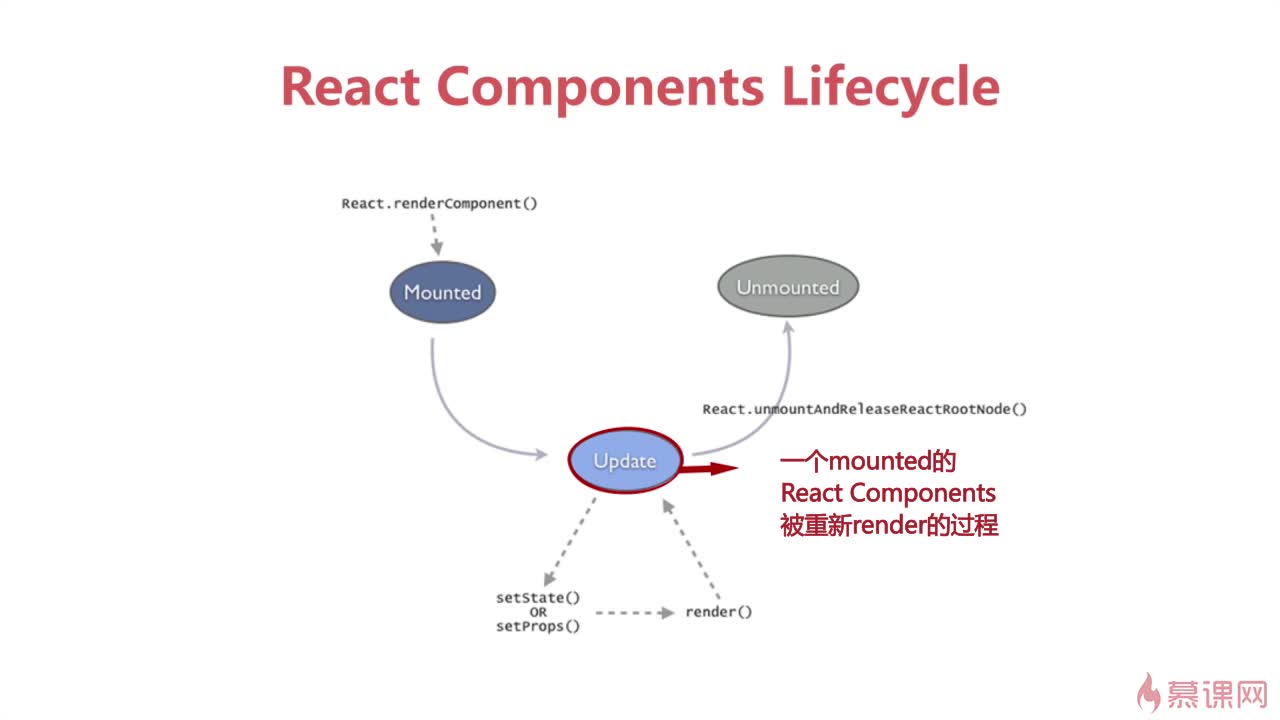 React Components Lifecycle
React.renderComponent()
Mounted
Unmounted
React.unmountAndReleaseReactRootNode()
Update
一个mounted的
React Components
被重新render的过程
setState()
OR
setProps()
render()
慕课网